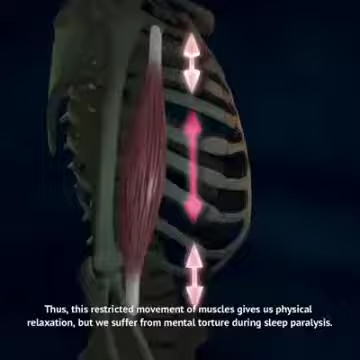 Thus, this restricted movement of muscles gives us physical
relaxation, but we suffer from mental torture during sleep paralysis.